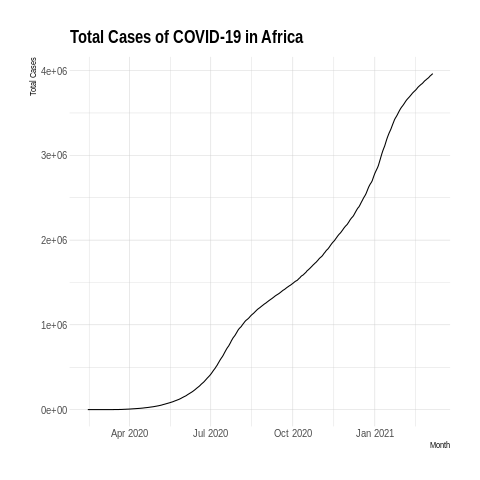 Total Cases of COVID-19 in Africa
Total Cases
4e+06
3e+06
2e+06
1e+06
0e+00
Apr 2020
Jul 2020
Oct 2020
Jan 2021
Month